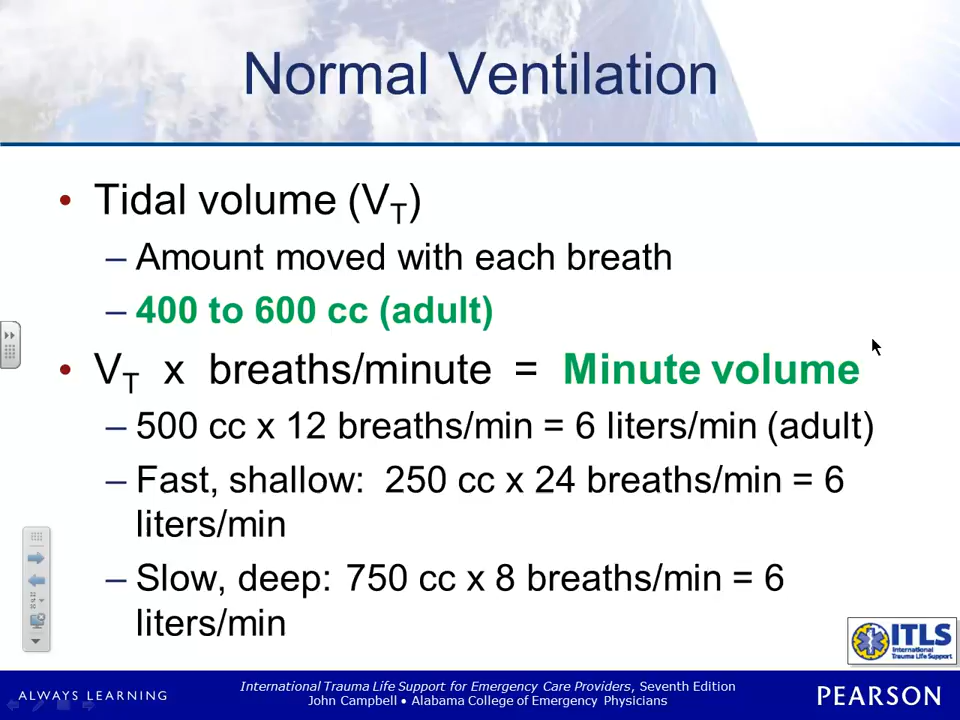 Normal Ventilation
• Tidal volume (VT)
– Amount moved with each breath
– 400 to 600 cc (adult)
• VT x breaths/minute = Minute volume
– 500 cc x 12 breaths/min = 6 liters/min (adult)
– Fast, shallow: 250 cc x 24 breaths/min = 6
liters/min
– Slow, deep: 750 cc x 8 breaths/min = 6
liters/min
ITLS
International
Trauma Life Support
ALWAYS LEARNING
International Trauma Life Support for Emergency Care Providers, Seventh Edition
John Campbell • Alabama College of Emergency Physicians
PEARSON